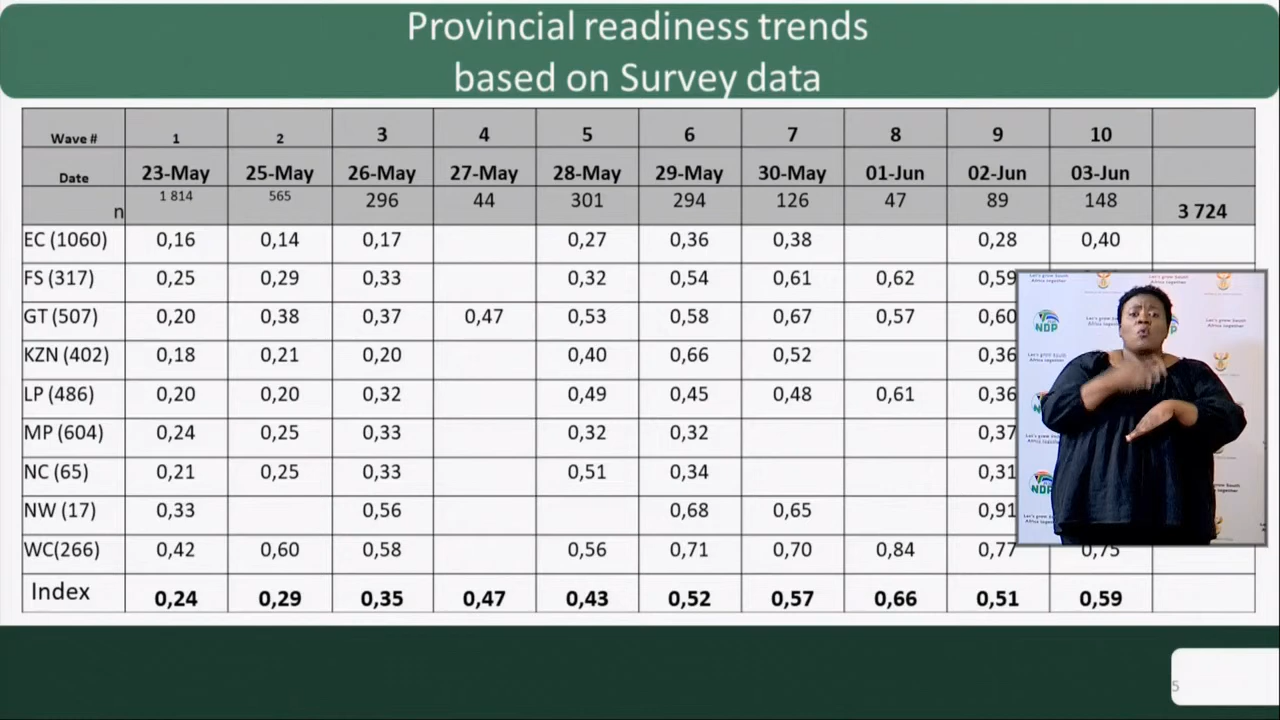 Provincial readiness trends
based on Survey data
Wave # 1 2 3 4 5 6 7 8 9 10
Date 23-May 25-May 26-May 27-May 28-May 29-May 30-May 01-Jun 02-Jun 03-Jun
n 1 814 565 296 44 301 294 126 47 89 148 3 724
EC (1060) 0,16 0,14 0,17 0,27 0,36 0,38 0,28 0,40
FS (317) 0,25 0,29 0,33 0,32 0,54 0,61 0,62 0,59
GT (507) 0,20 0,38 0,37 0,47 0,53 0,58 0,67 0,57 0,60
KZN (402) 0,18 0,21 0,20 0,40 0,66 0,52 0,36
LP (486) 0,20 0,20 0,32 0,49 0,45 0,48 0,61 0,36
MP (604) 0,24 0,25 0,33 0,32 0,32 0,37
NC (65) 0,21 0,25 0,33 0,51 0,34 0,31
NW (17) 0,33 0,56 0,68 0,65 0,91
WC(266) 0,42 0,60 0,58 0,56 0,71 0,70 0,84 0,77 0,75
Index 0,24 0,29 0,35 0,47 0,43 0,52 0,57 0,66 0,51 0,59
Let's grow South
Africa together
NDP
NDP
5